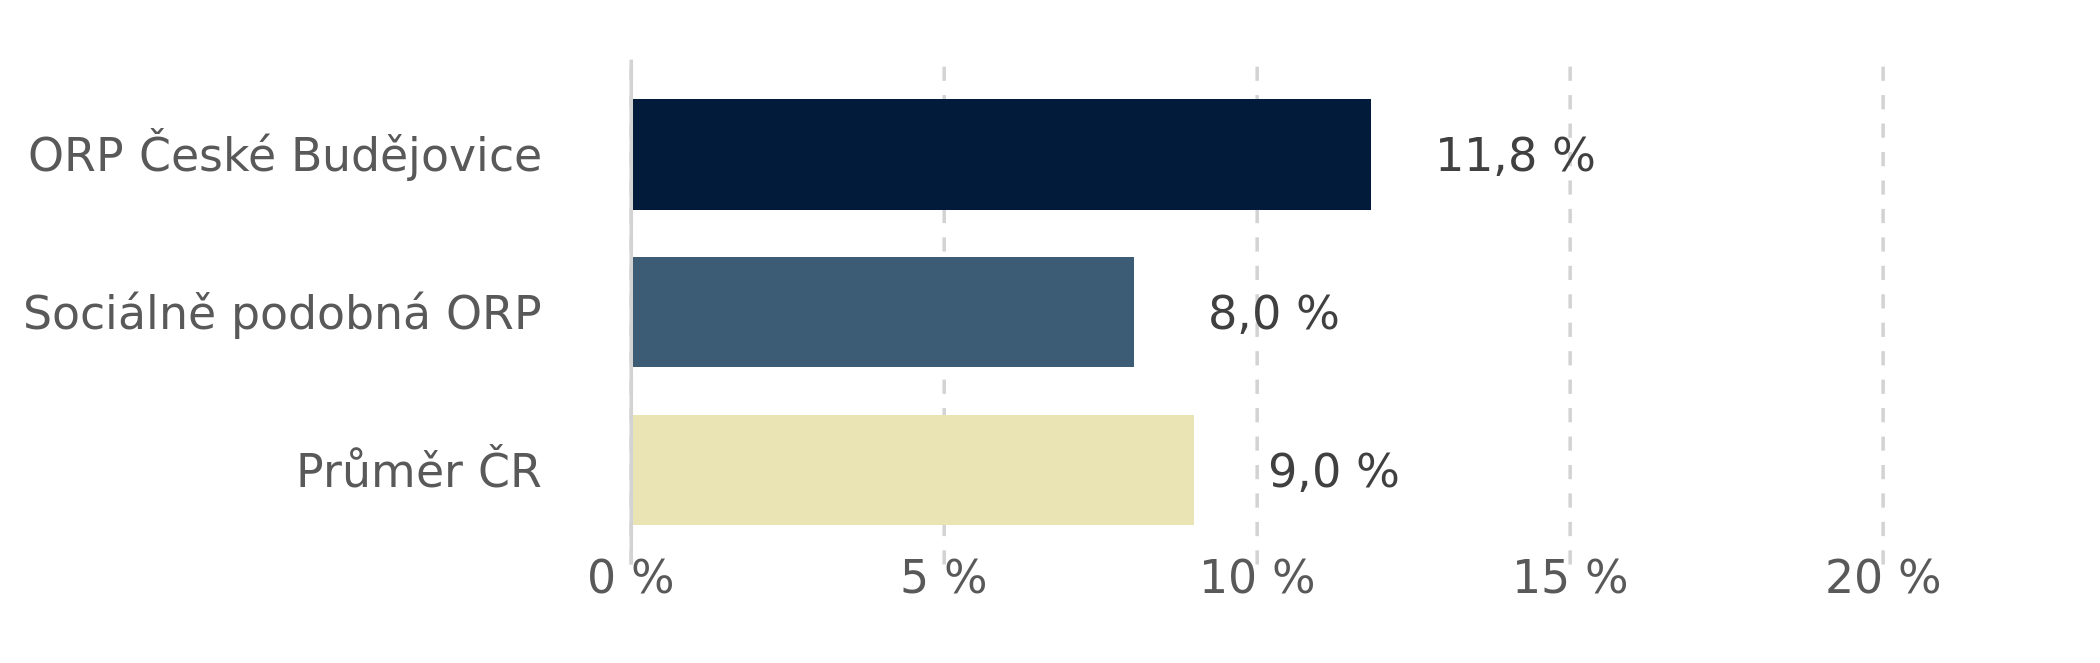 ORP České Budějovice 11,8 %
Sociálně podobná ORP 8,0 %
Průměr ČR 9,0 %
0 % 5 % 10 % 15 % 20 %